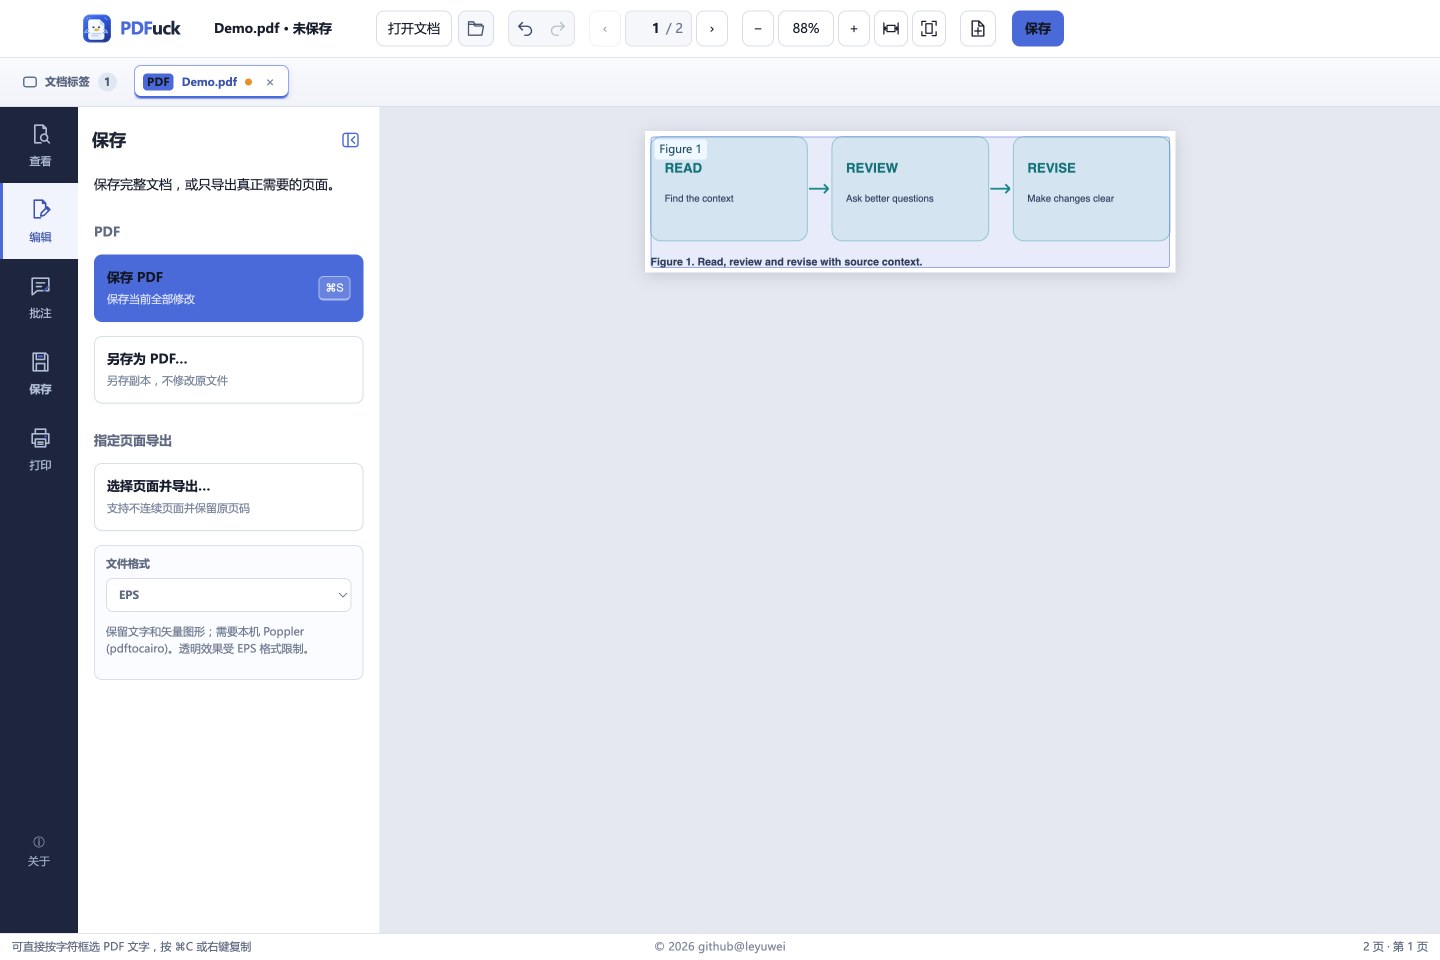 PDFuck
Demo.pdf • 未保存
打开文档
‹
1 / 2
›
−
88%
+
保存
文档标签 1
PDF Demo.pdf ×
查看
编辑
批注
保存
打印
关于
保存
保存完整文档，或只导出真正需要的页面。
PDF
保存 PDF
保存当前全部修改
⌘S
另存为 PDF...
另存副本，不修改原文件
指定页面导出
选择页面并导出...
支持不连续页面并保留原页码
文件格式
EPS
保留文字和矢量图形；需要本机 Poppler
(pdftocairo)。透明效果受 EPS 格式限制。
Figure 1
READ
Find the context
REVIEW
Ask better questions
REVISE
Make changes clear
Figure 1. Read, review and revise with source context.
可直接按字符框选 PDF 文字，按 ⌘C 或右键复制
© 2026 github@leyuwei
2 页 · 第 1 页